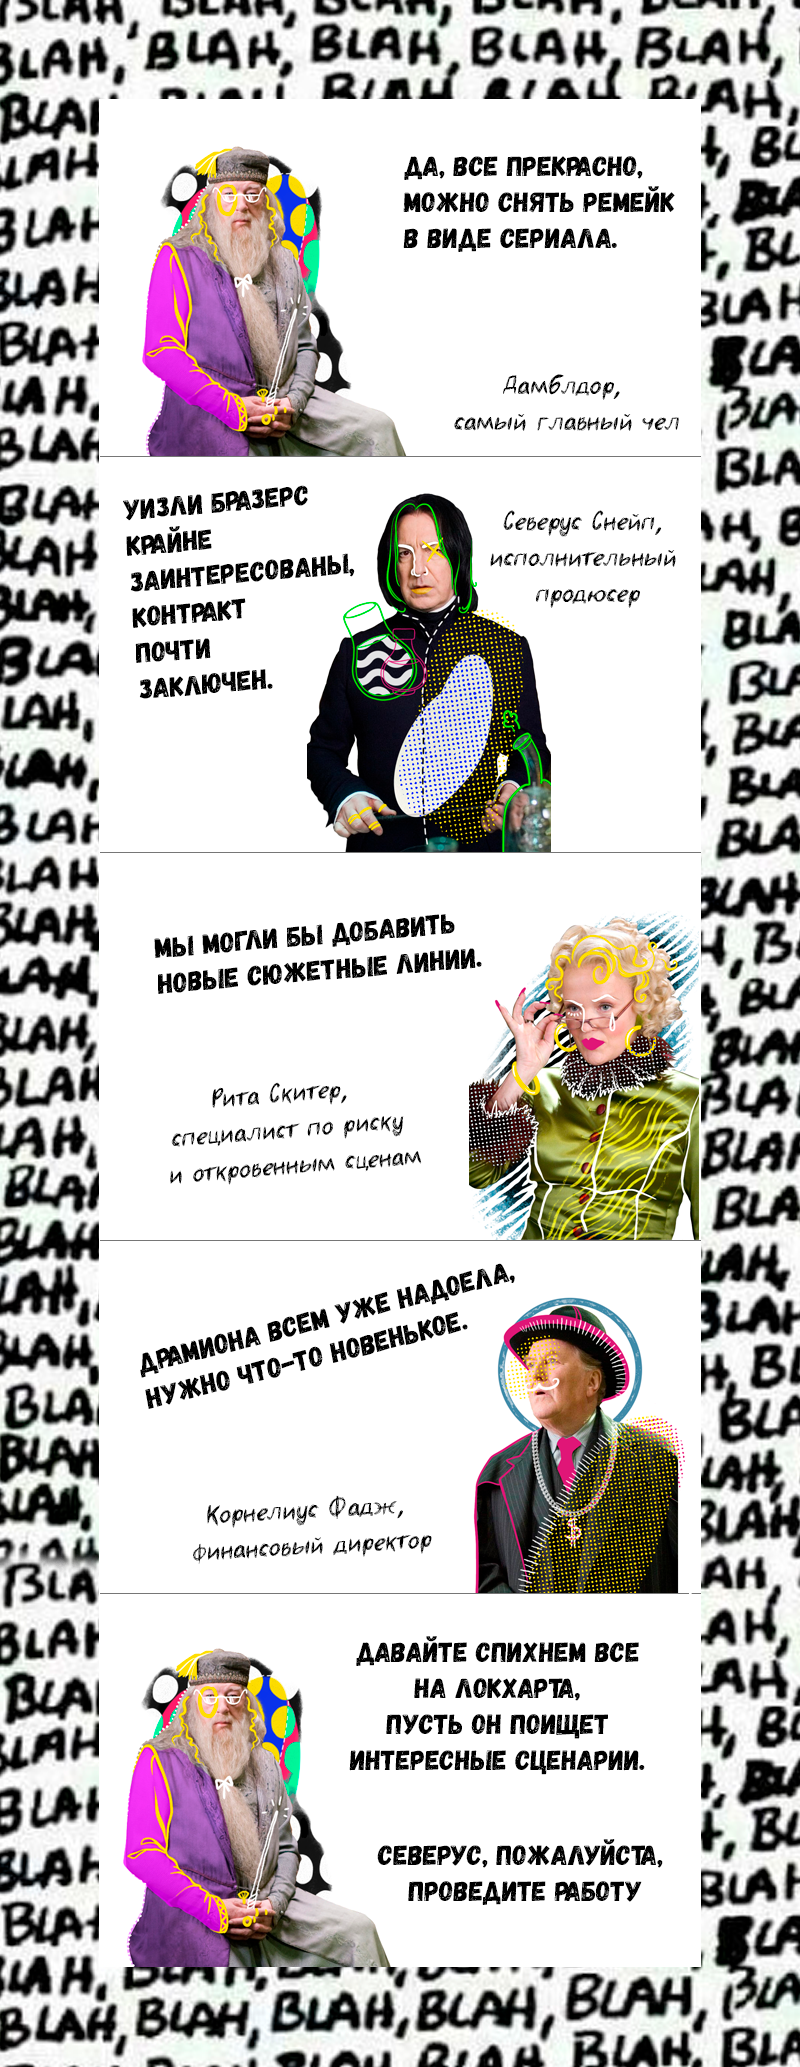 BLAH, BLAH, BLAH, BLAH, BLAH,
ДА, ВСЕ ПРЕКРАСНО,
МОЖНО СНЯТЬ РЕМЕЙК
В ВИДЕ СЕРИАЛА.
Дамблдор,
самый главный чел
УИЗЛИ БРАЗЕРС
КРАЙНЕ
ЗАИНТЕРЕСОВАНЫ,
КОНТРАКТ
ПОЧТИ
ЗАКЛЮЧЕН.
Северус Снейп,
исполнительный
продюсер
МЫ МОГЛИ БЫ ДОБАВИТЬ
НОВЫЕ СЮЖЕТНЫЕ ЛИНИИ.
Рита Скитер,
специалист по риску
и откровенным сценам
ДРАМИОНА ВСЕМ УЖЕ НАДОЕЛА,
НУЖНО ЧТО-ТО НОВЕНЬКОЕ.
Корнелиус Фадж,
финансовый директор
ДАВАЙТЕ СПИХНЕМ ВСЕ
НА ЛОКХАРТА,
ПУСТЬ ОН ПОИЩЕТ
ИНТЕРЕСНЫЕ СЦЕНАРИИ.
СЕВЕРУС, ПОЖАЛУЙСТА,
ПРОВЕДИТЕ РАБОТУ
BLAH, BLAH, BLAH, BLAH, BLAH,